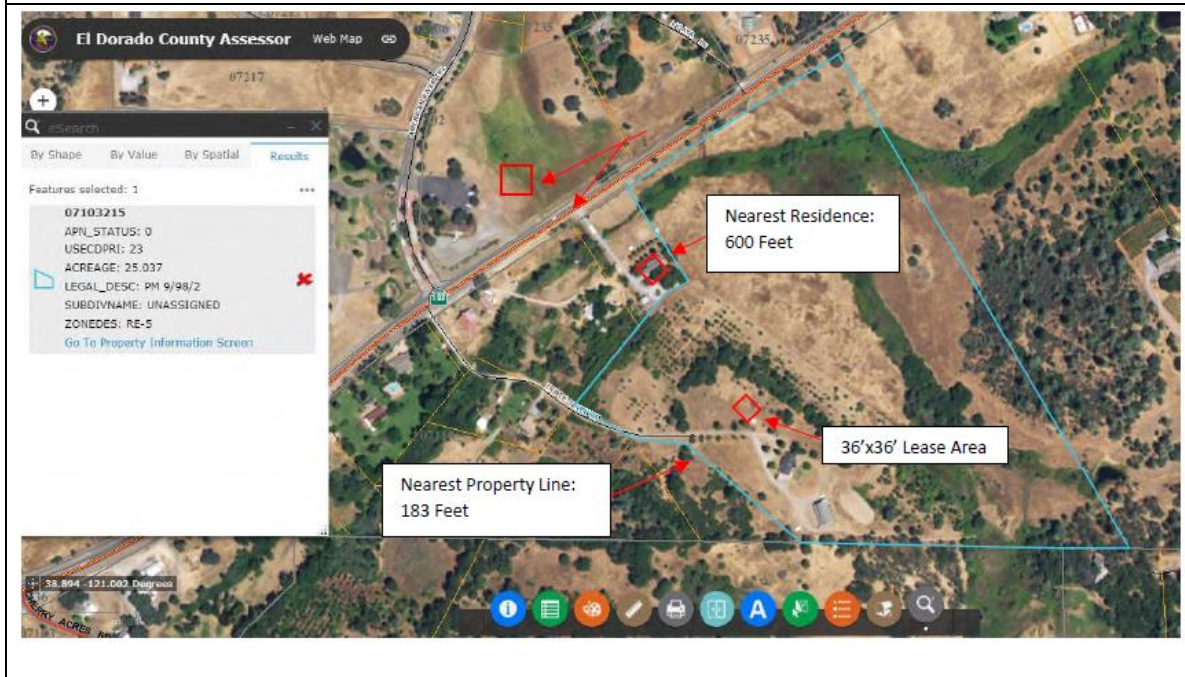 El Dorado County Assessor Web Map
07235
07235
07217
eSearch
By Shape By Value By Spatial Results
Features selected: 1
07103215
APN_STATUS: 0
USECDPRI: 23
ACREAGE: 25.037
LEGAL_DESC: PM 9/98/2
SUBDIVNAME: UNASSIGNED
ZONEDES: RE-5
Go To Property Information Screen
Nearest Residence:
600 Feet
193
36'x36' Lease Area
Nearest Property Line:
183 Feet
38.894 -121.002 Degrees
A